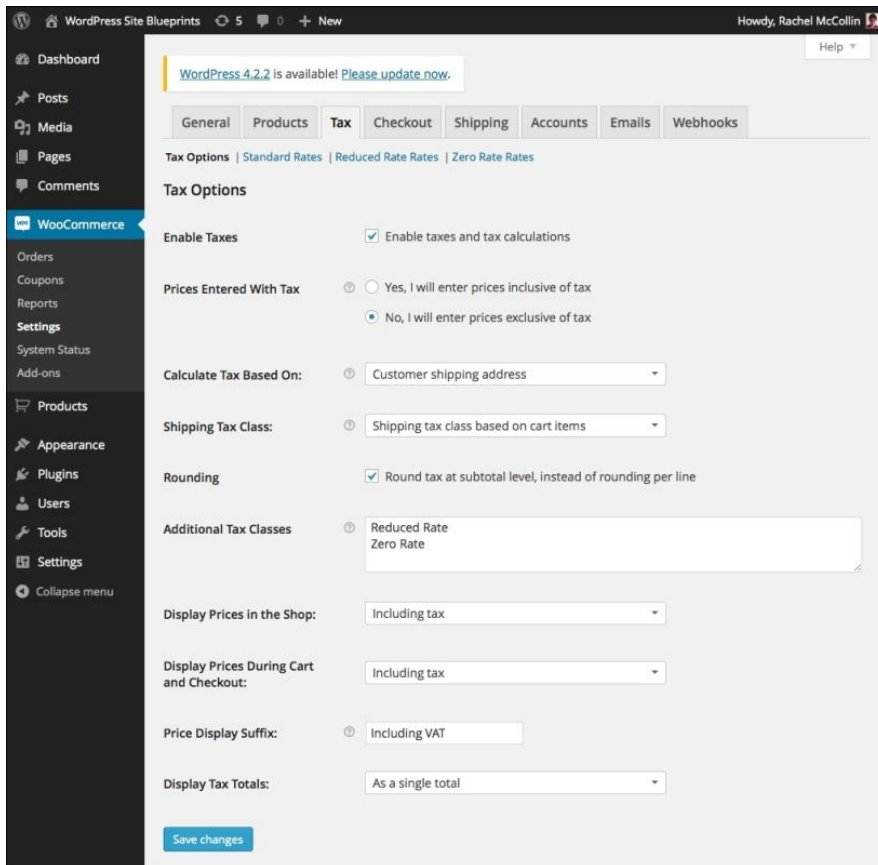 WordPress Site Blueprints 5 0 + New Howdy, Rachel McCollin
Help
Dashboard
Posts
Media
Pages
Comments
WooCommerce
Orders
Coupons
Reports
Settings
System Status
Add-ons
Products
Appearance
Plugins
Users
Tools
Settings
Collapse menu
WordPress 4.2.2 is available! Please update now.
General Products Tax Checkout Shipping Accounts Emails Webhooks
Tax Options | Standard Rates | Reduced Rate Rates | Zero Rate Rates
Tax Options
Enable Taxes Enable taxes and tax calculations
Prices Entered With Tax Yes, I will enter prices inclusive of tax
No, I will enter prices exclusive of tax
Calculate Tax Based On: Customer shipping address
Shipping Tax Class: Shipping tax class based on cart items
Rounding Round tax at subtotal level, instead of rounding per line
Additional Tax Classes Reduced Rate
Zero Rate
Display Prices in the Shop: Including tax
Display Prices During Cart
and Checkout: Including tax
Price Display Suffix: Including VAT
Display Tax Totals: As a single total
Save changes